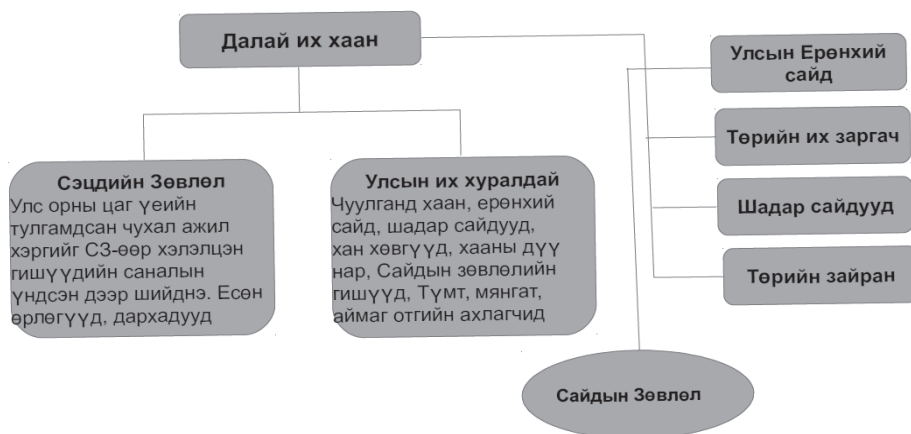 Далай их хаан
Улсын Ерөнхий
сайд
Төрийн их заргач
Шадар сайдууд
Төрийн зайран
Сэцдийн Зөвлөл
Улс орны цаг үеийн
тулгамдсан чухал ажил
хэргийг СЗ-өөр хэлэлцэн
гишүүдийн саналын
үндсэн дээр шийднэ. Есөн
өрлөгүүд, дархадууд
Улсын их хуралдай
Чуулганд хаан, ерөнхий
сайд, шадар сайдууд,
хан хөвгүүд, хааны дүү
нар, Сайдын зөвлөлийн
гишүүд, Түмт, мянгат,
аймаг отгийн ахлагчид
Сайдын Зөвлөл